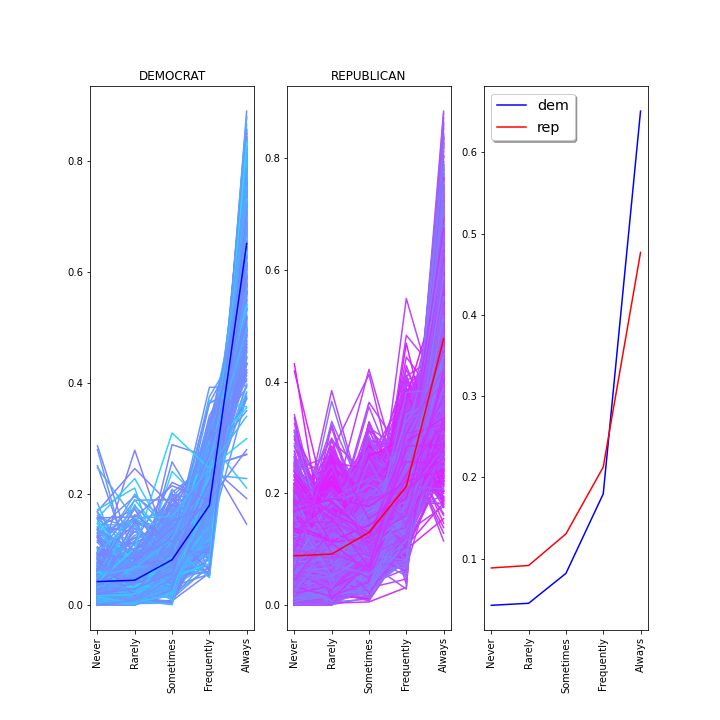 DEMOCRAT
0.8
0.6
0.4
0.2
0.0
Never
Rarely
Sometimes
Frequently
Always
REPUBLICAN
0.8
0.6
0.4
0.2
0.0
Never
Rarely
Sometimes
Frequently
Always
dem
rep
0.6
0.5
0.4
0.3
0.2
0.1
Never
Rarely
Sometimes
Frequently
Always